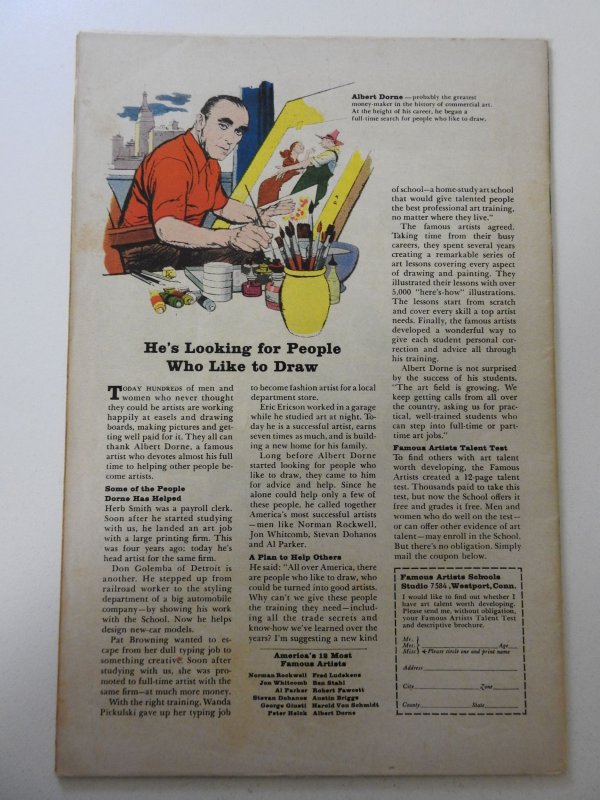 Albert Dorne—probably the greatest
money-maker in the history of commercial art.
At the height of his career, he began a
full-time search for people who like to draw.
He's Looking for People
Who Like to Draw
TODAY HUNDREDS of men and
women who never thought
they could be artists are working
happily at easels and drawing
boards, making pictures and get-
ting well paid for it. They all can
thank Albert Dorne, a famous
artist who devotes almost his full
time to helping other people be-
come artists.
Some of the People
Dorne Has Helped
Herb Smith was a payroll clerk.
Soon after he started studying
with us, he landed an art job
with a large printing firm. This
was four years ago; today he's
head artist for the same firm.
Don Golemba of Detroit is
another. He stepped up from
railroad worker to the styling
department of a big automobile
company—by showing his work
with the School. Now he helps
design new-car models.
Pat Browning wanted to es-
cape from her dull typing job to
something creative. Soon after
studying with us, she was pro-
moted to full-time artist with the
same firm—at much more money.
With the right training, Wanda
Pickulski gave up her typing job
to become fashion artist for a local
department store.
Eric Ericson worked in a garage
while he studied art at night. To-
day he is a successful artist, earns
seven times as much, and is build-
ing a new home for his family.
Long before Albert Dorne
started looking for people who
like to draw, they came to him
for advice and help. Since he
alone could help only a few of
these people, he called together
America's most successful artists
—men like Norman Rockwell,
Jon Whitcomb, Stevan Dohanos
and Al Parker.
A Plan to Help Others
He said: "All over America, there
are people who like to draw, who
could be turned into good artists.
Why can't we give these people
the training they need—includ-
ing all the trade secrets and
know-how we've learned over the
years? I'm suggesting a new kind
America's 12 Most
Famous Artists
Norman Rockwell Fred Ludekens
Jon Whitcomb Ben Stahl
Al Parker Robert Fawcett
Stevan Dohanos Austin Briggs
George Giusti Harold Von Schmidt
Peter Helck Albert Dorne
of school—a home-study art school
that would give talented people
the best professional art training,
no matter where they live."
The famous artists agreed.
Taking time from their busy
careers, they spent several years
creating a remarkable series of
art lessons covering every aspect
of drawing and painting. They
illustrated their lessons with over
5,000 "here's-how" illustrations.
The lessons start from scratch
and cover every skill a top artist
needs. Finally, the famous artists
developed a wonderful way to
give each student personal cor-
rection and advice all through
his training.
Albert Dorne is not surprised
by the success of his students.
"The art field is growing. We
keep getting calls from all over
the country, asking us for prac-
tical, well-trained students who
can step into full-time or part-
time art jobs."
Famous Artists Talent Test
To find others with art talent
worth developing, the Famous
Artists created a 12-page talent
test. Thousands paid to take this
test, but now the School offers it
free and grades it free. Men and
women who do well on the test—
or can offer other evidence of art
talent—may enroll in the School.
But there's no obligation. Simply
mail the coupon below.
Famous Artists Schools
Studio 7584, Westport, Conn.
I would like to find out whether I
have art talent worth developing.
Please send me, without obligation,
your Famous Artists Talent Test
and descriptive brochure.
Mr.
Mrs. Age
Miss Please circle one and print name
Address
City Zone
County State